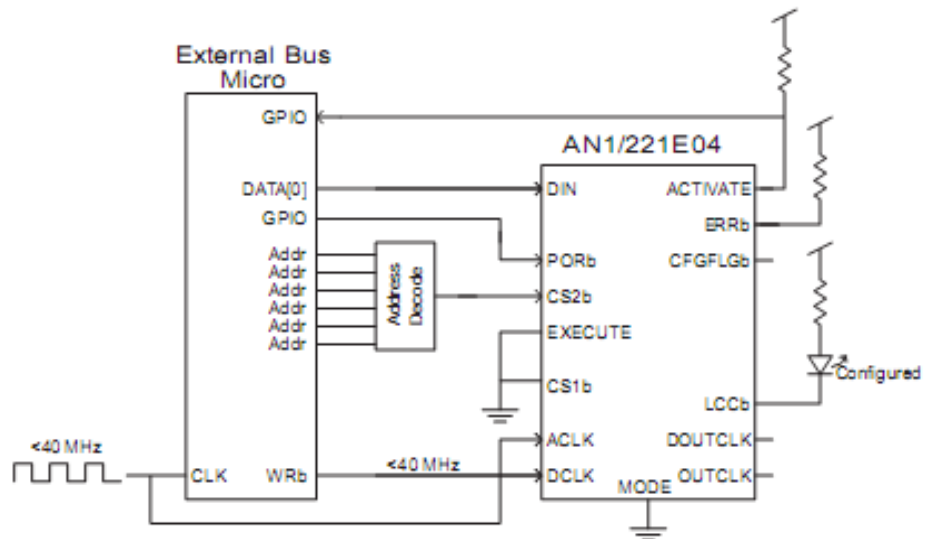 External Bus
Micro
GPIO
DATA[0]
GPIO
Addr
Addr
Addr
Addr
Addr
Addr
CLK
WRb
<40 MHz
Address
Decode
<40 MHz
AN1/221E04
DIN
PORb
CS2b
EXECUTE
CS1b
ACLK
DCLK
MODE
ACTIVATE
ERRb
CFGFLGb
LCCb
DOUTCLK
OUTCLK
Configured